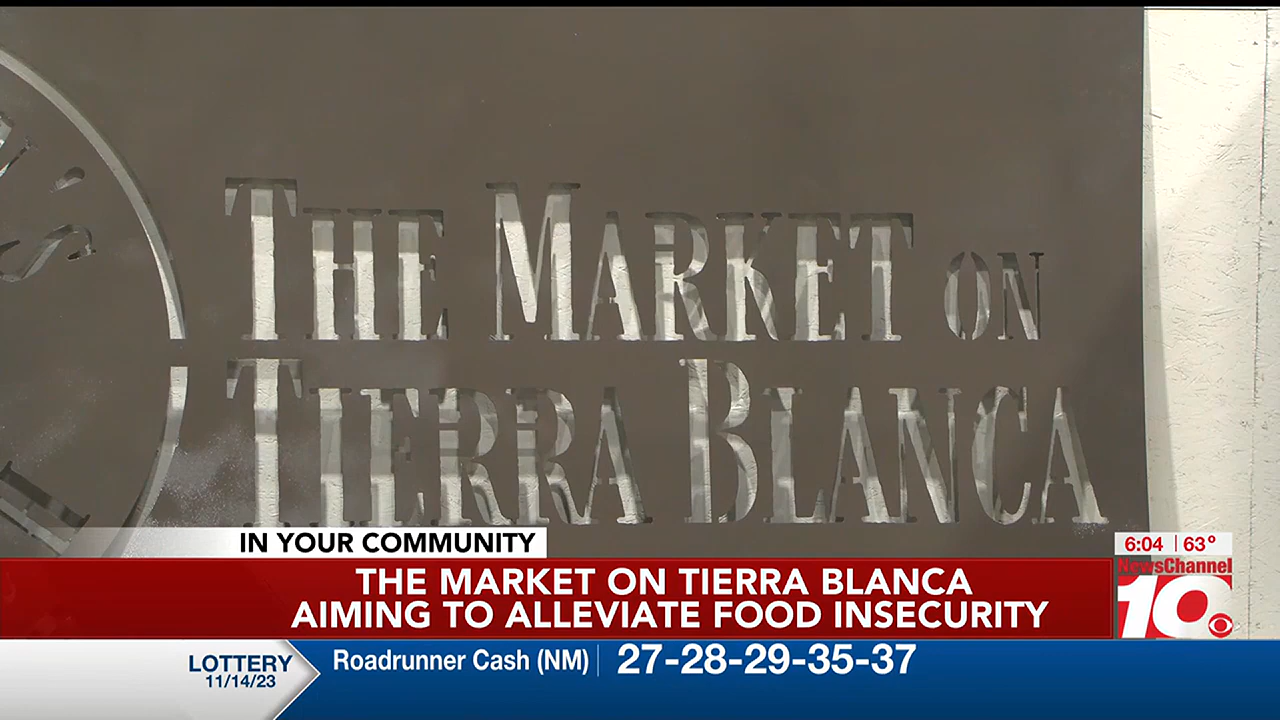 THE MARKET ON
TIERRA BLANCA
IN YOUR COMMUNITY
THE MARKET ON TIERRA BLANCA
AIMING TO ALLEVIATE FOOD INSECURITY
6:04 63°
NewsChannel
10
LOTTERY
11/14/23
Roadrunner Cash (NM) 27-28-29-35-37